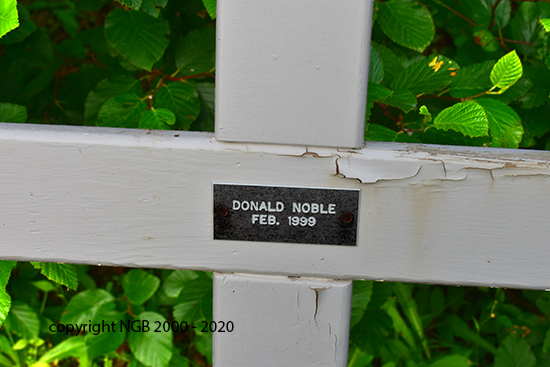 DONALD NOBLE
FEB. 1999
copyright NGB 2000 - 2020